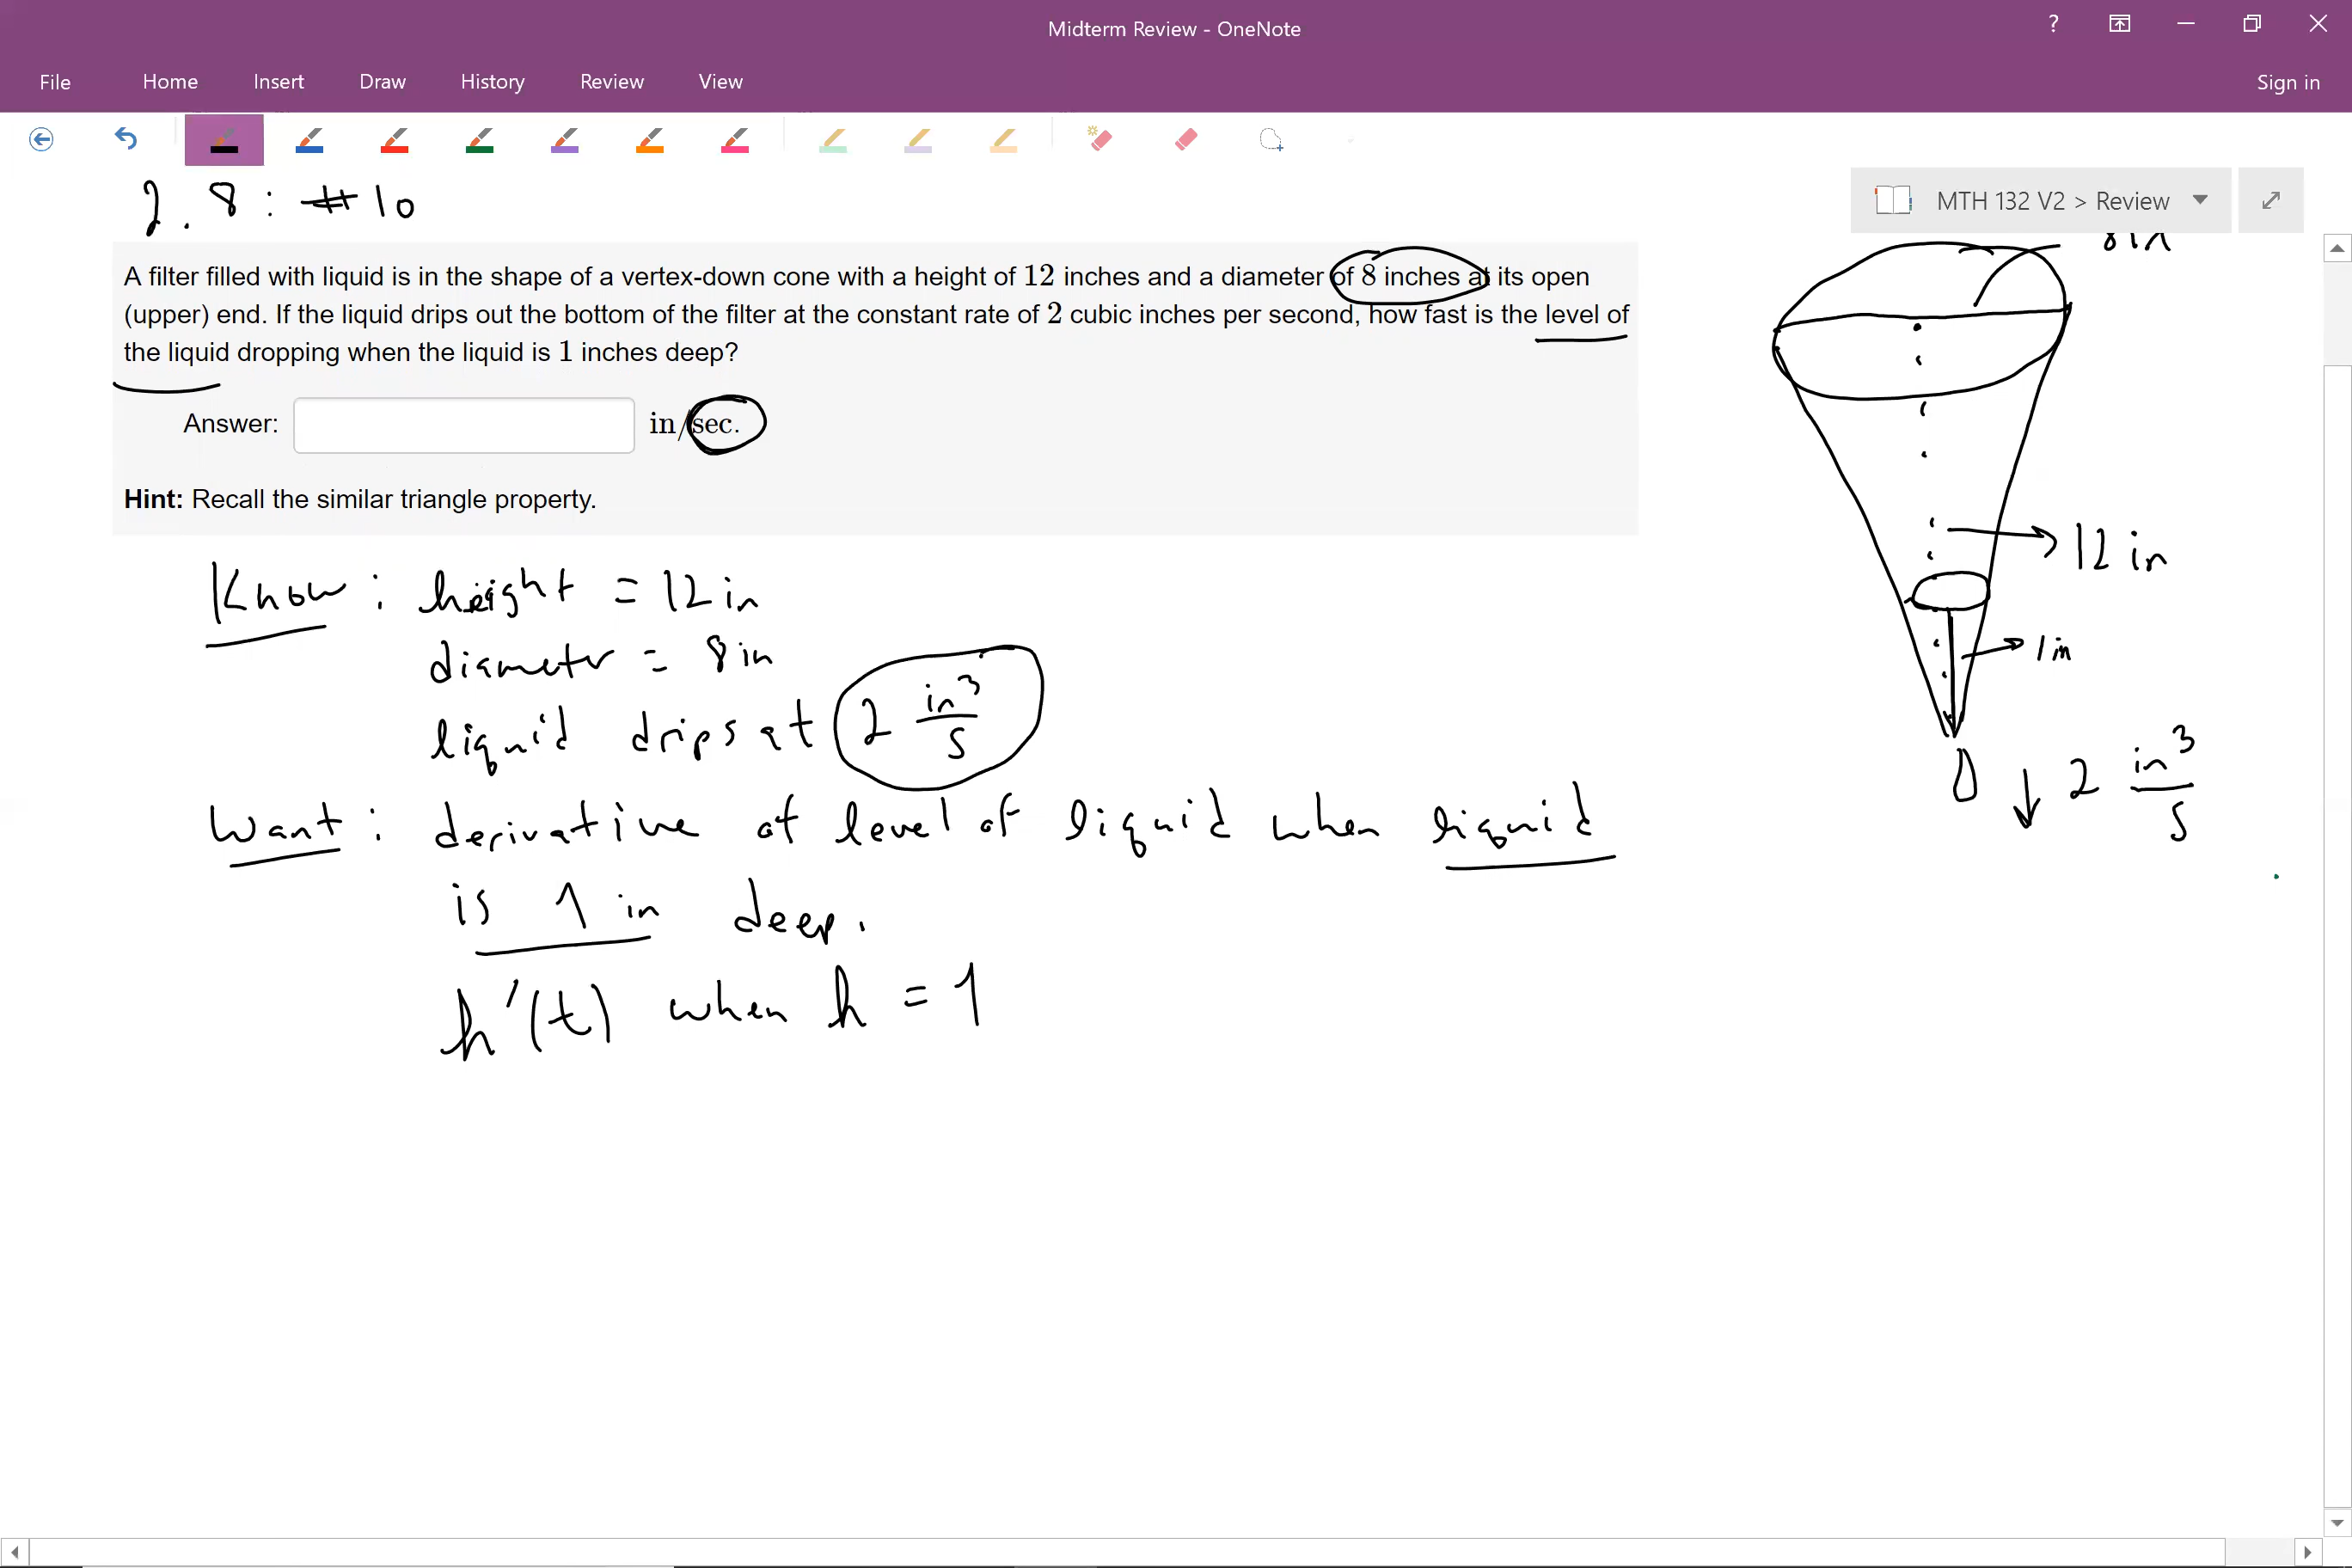 Midterm Review - OneNote
?
File Home Insert Draw History Review View
Sign in
2.8: #10
MTH 132 V2 > Review
A filter filled with liquid is in the shape of a vertex-down cone with a height of 12 inches and a diameter of 8 inches at its open
(upper) end. If the liquid drips out the bottom of the filter at the constant rate of 2 cubic inches per second, how fast is the level of
the liquid dropping when the liquid is 1 inches deep?
Answer: in/sec.
Hint: Recall the similar triangle property.
Know: height = 12 in
diameter = 8 in
liquid drips at 2 in³/s
Want: derivative of level of liquid when liquid
is 1 in deep.
h'(t) when h = 1
12 in
1 in
2 in³/s